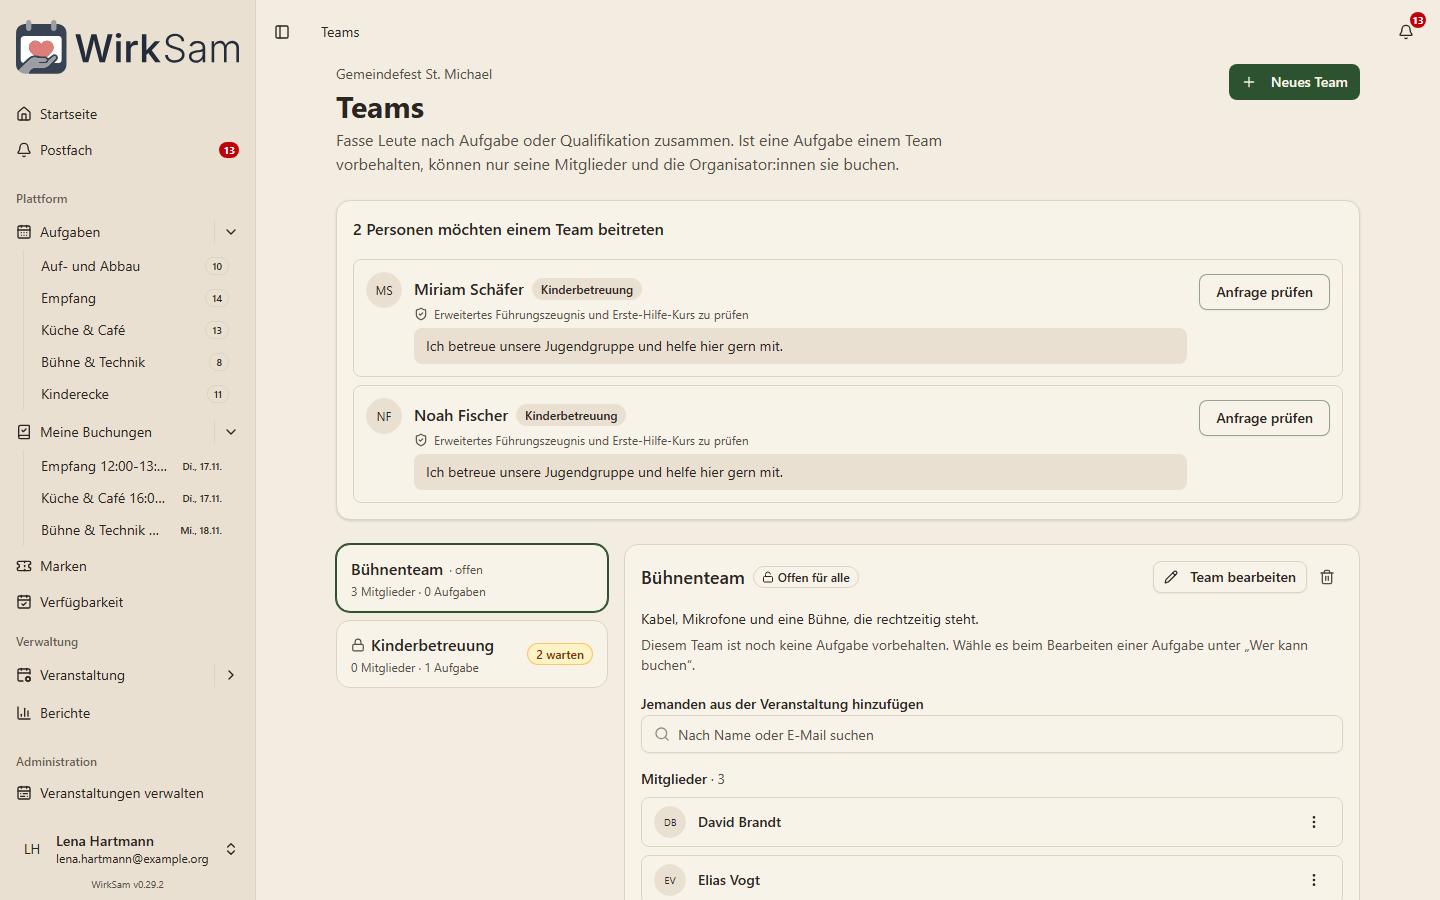 WirkSam
Startseite
Postfach
13
Plattform
Aufgaben
Auf- und Abbau
10
Empfang
14
Küche & Café
13
Bühne & Technik
8
Kinderecke
11
Meine Buchungen
Empfang 12:00-13:...
Di., 17.11.
Küche & Café 16:0...
Di., 17.11.
Bühne & Technik ...
Mi., 18.11.
Marken
Verfügbarkeit
Verwaltung
Veranstaltung
Berichte
Administration
Veranstaltungen verwalten
LH
Lena Hartmann
lena.hartmann@example.org
WirkSam v0.29.2
Teams
13
Gemeindefest St. Michael
Teams
Fasse Leute nach Aufgabe oder Qualifikation zusammen. Ist eine Aufgabe einem Team
vorbehalten, können nur seine Mitglieder und die Organisator:innen sie buchen.
Neues Team
2 Personen möchten einem Team beitreten
MS
Miriam Schäfer
Kinderbetreuung
Erweitertes Führungszeugnis und Erste-Hilfe-Kurs zu prüfen
Ich betreue unsere Jugendgruppe und helfe hier gern mit.
Anfrage prüfen
NF
Noah Fischer
Kinderbetreuung
Erweitertes Führungszeugnis und Erste-Hilfe-Kurs zu prüfen
Ich betreue unsere Jugendgruppe und helfe hier gern mit.
Anfrage prüfen
Bühnenteam · offen
3 Mitglieder · 0 Aufgaben
Kinderbetreuung
0 Mitglieder · 1 Aufgabe
2 warten
Bühnenteam
Offen für alle
Team bearbeiten
Kabel, Mikrofone und eine Bühne, die rechtzeitig steht.
Diesem Team ist noch keine Aufgabe vorbehalten. Wähle es beim Bearbeiten einer Aufgabe unter „Wer kann
buchen“.
Jemanden aus der Veranstaltung hinzufügen
Nach Name oder E-Mail suchen
Mitglieder · 3
DB
David Brandt
EV
Elias Vogt